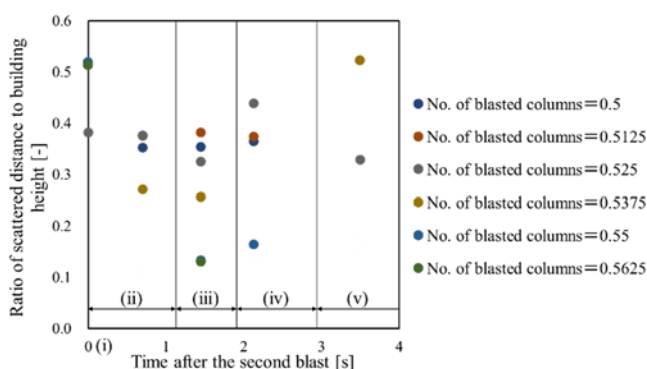 Ratio of scattered distance to building
height [-]
0.6
0.5
0.4
0.3
0.2
0.1
0.0
(ii)
(iii)
(iv)
(v)
0 (i)
1
2
3
4
Time after the second blast [s]
No. of blasted columns=0.5
No. of blasted columns=0.5125
No. of blasted columns=0.525
No. of blasted columns=0.5375
No. of blasted columns=0.55
No. of blasted columns=0.5625